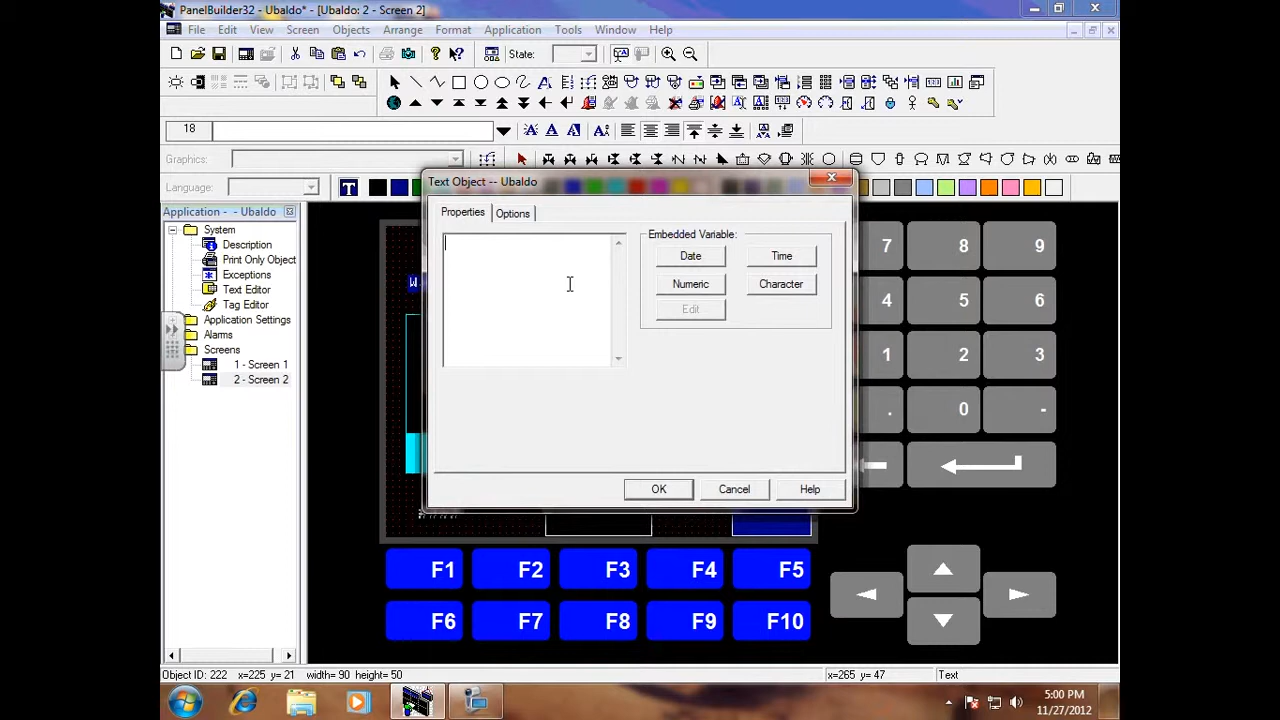 PanelBuilder32 - Ubaldo* - [Ubaldo: 2 - Screen 2]
File Edit View Screen Objects Arrange Format Application Tools Window Help
State:
18
Graphics:
Language:
Application - - Ubaldo
System
Description
Print Only Object
Exceptions
Text Editor
Tag Editor
Application Settings
Alarms
Screens
1 - Screen 1
2 - Screen 2
Text Object -- Ubaldo
Properties Options
Embedded Variable:
Date Time
Numeric Character
Edit
OK Cancel Help
W
7 8 9
4 5 6
1 2 3
. 0 -
F1 F2 F3 F4 F5
F6 F7 F8 F9 F10
Object ID: 222 x=225 y= 21 width= 90 height= 50 x=265 y= 47 Text
5:00 PM
11/27/2012